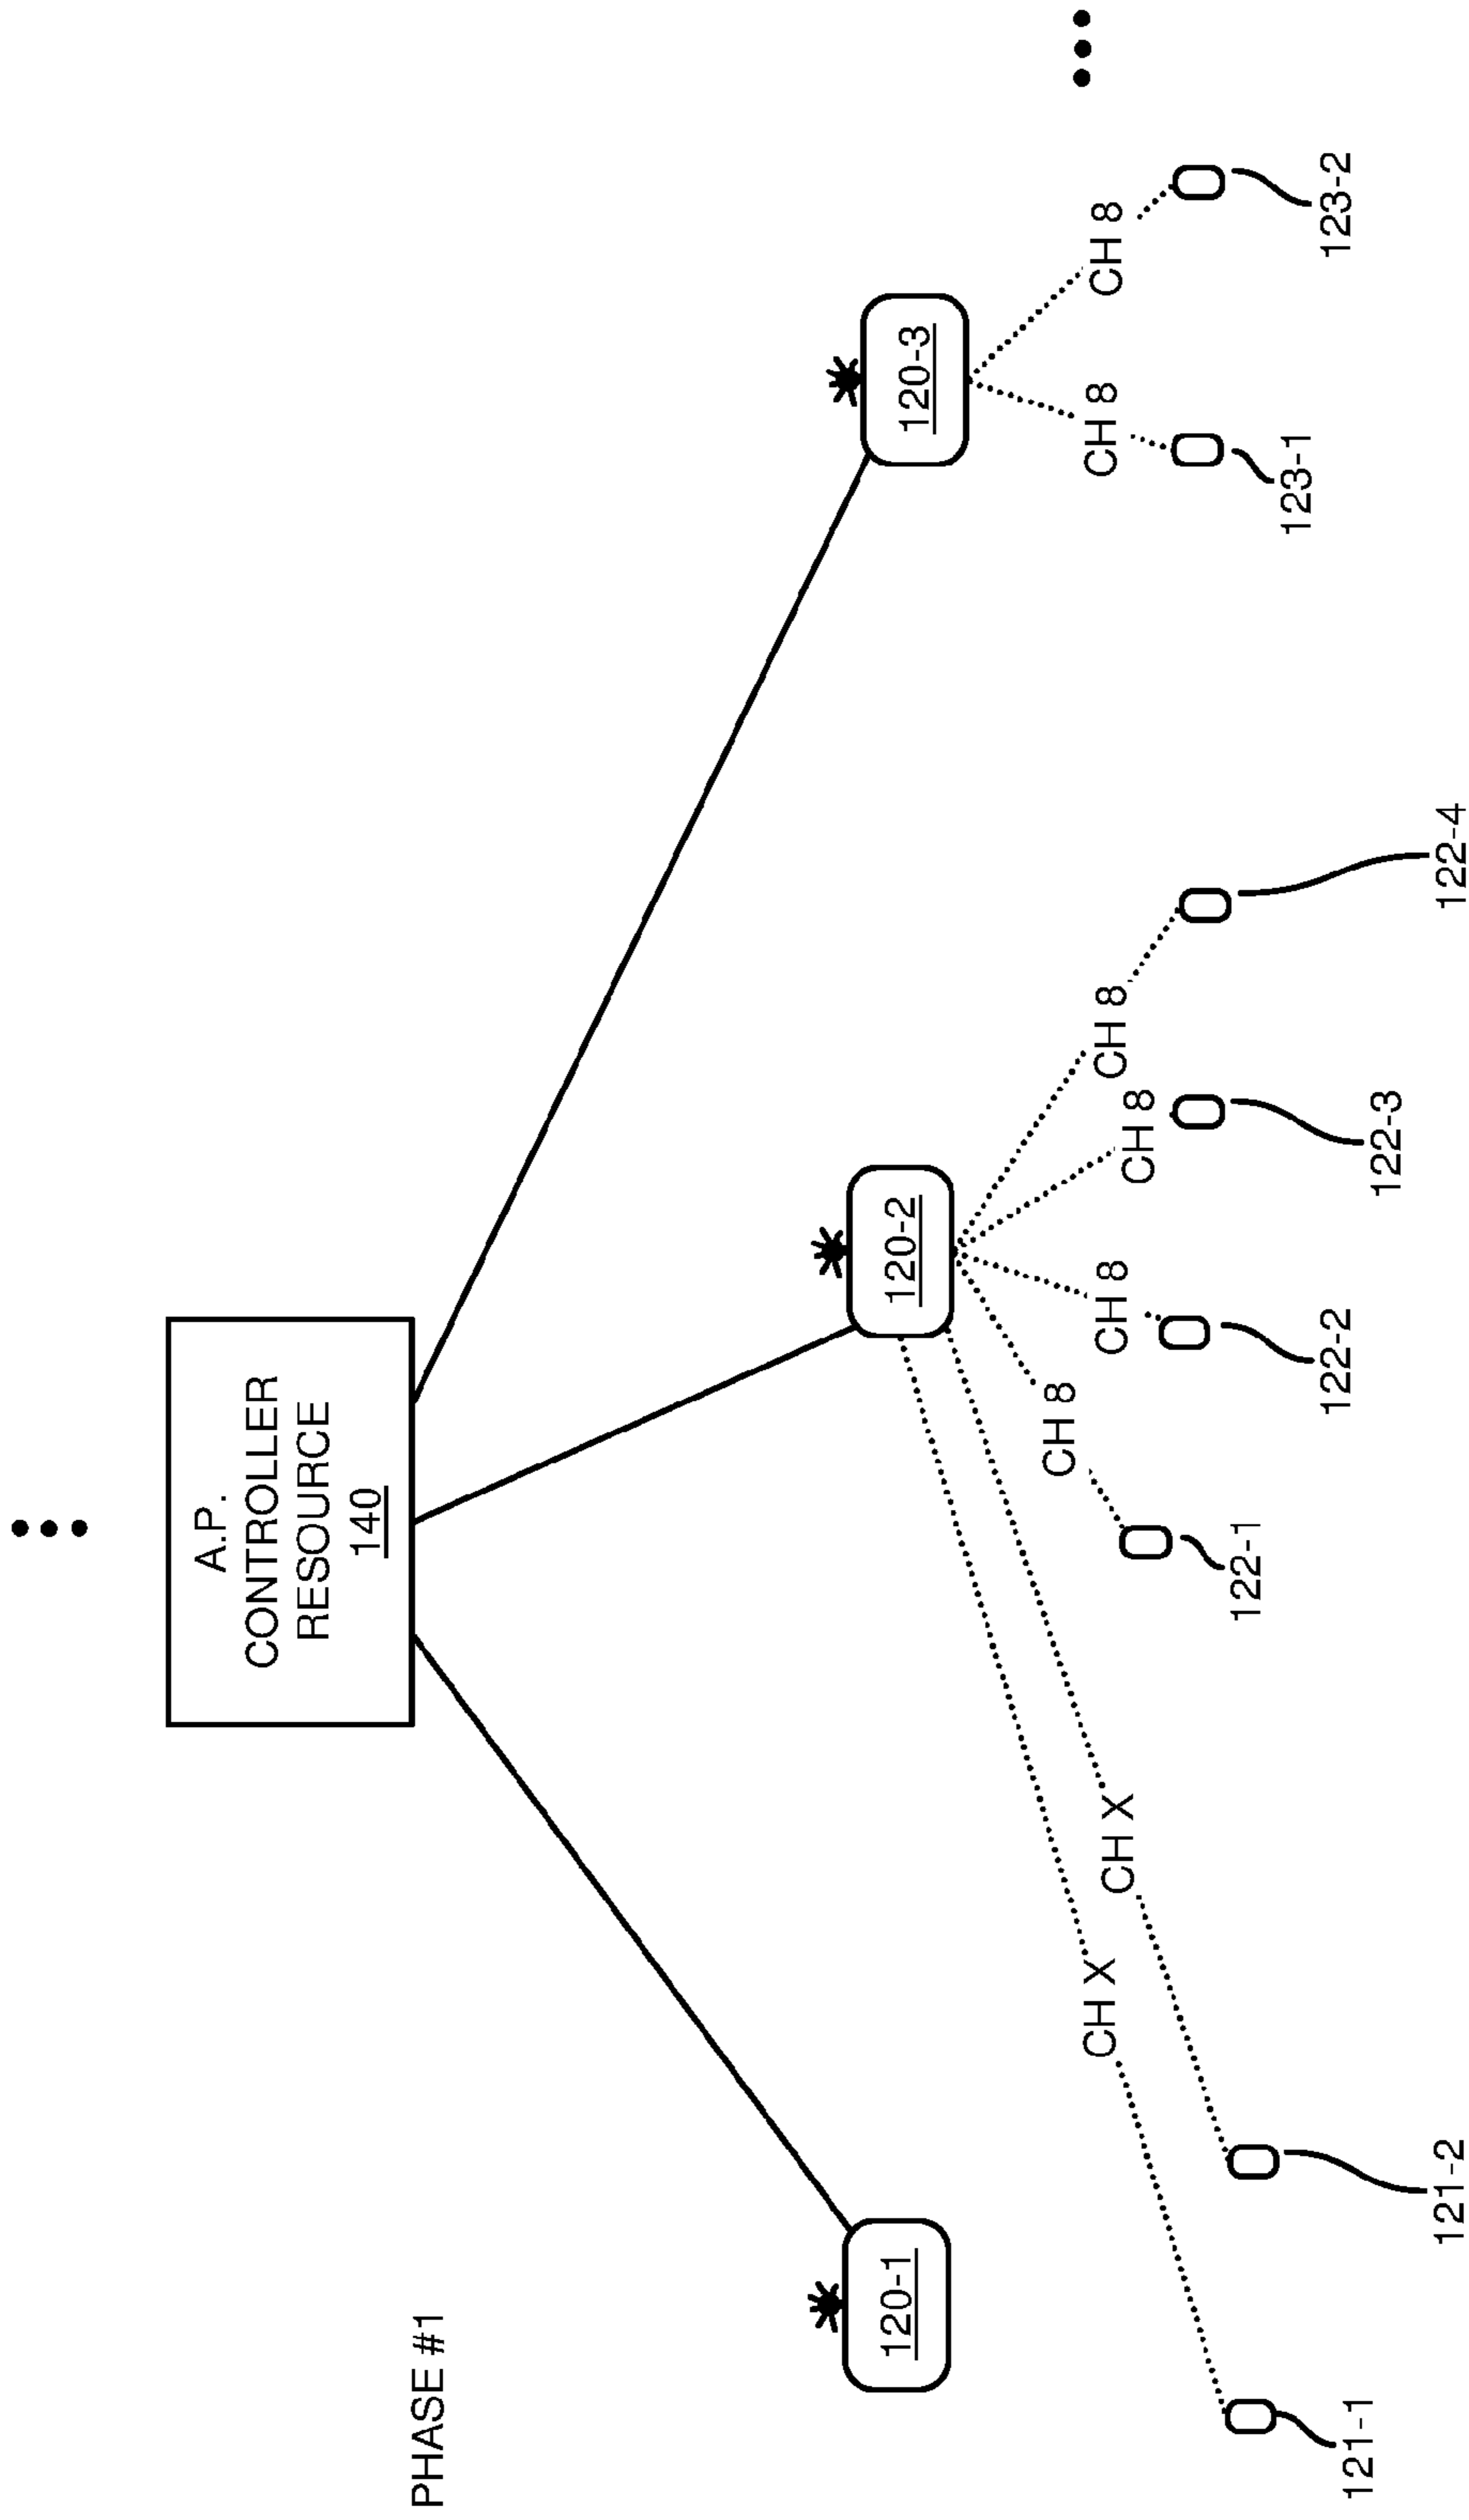 PHASE #1
A.P.
CONTROLLER
RESOURCE
140
120-1
120-2
120-3
CH X
CH X
CH 8
CH 8
CH 8
CH 8
CH 8
CH 8
121-1
121-2
122-1
122-2
122-3
122-4
123-1
123-2